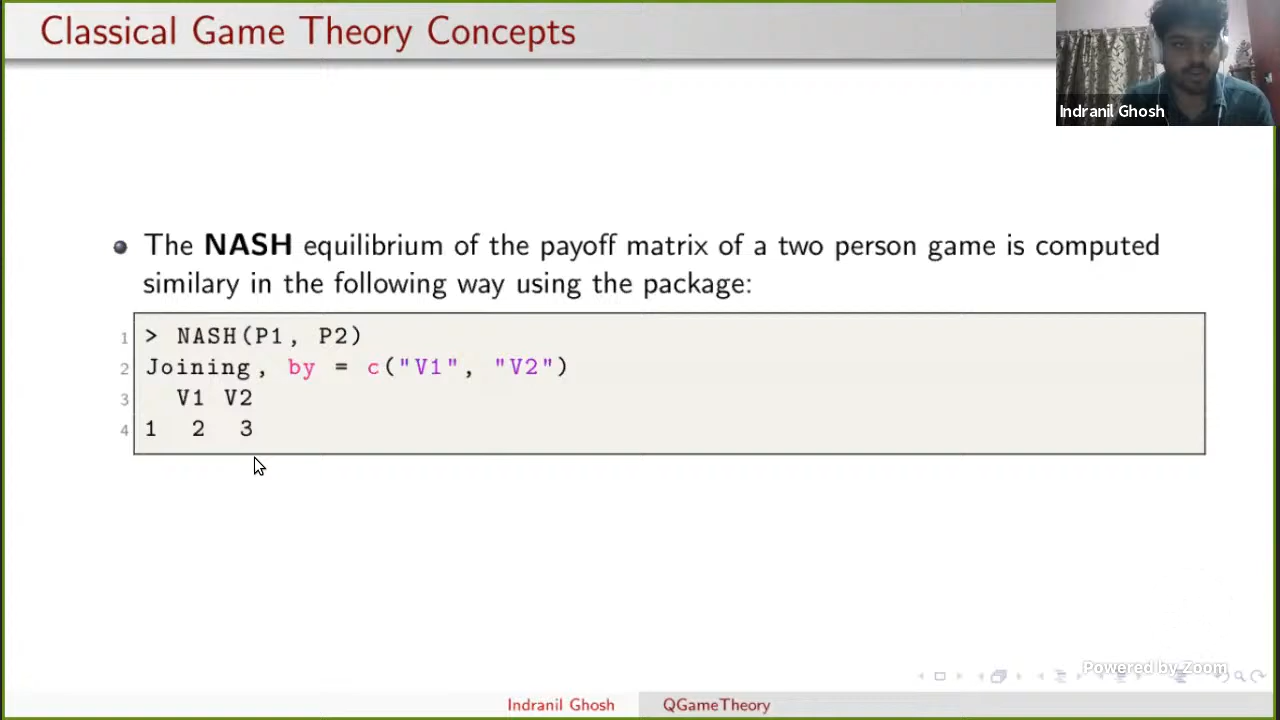 Classical Game Theory Concepts
Indranil Ghosh
The NASH equilibrium of the payoff matrix of a two person game is computed
similary in the following way using the package:
1 > NASH(P1, P2)
2 Joining, by = c("V1", "V2")
3 V1 V2
4 1 2 3
Powered by Zoom
Indranil Ghosh QGameTheory